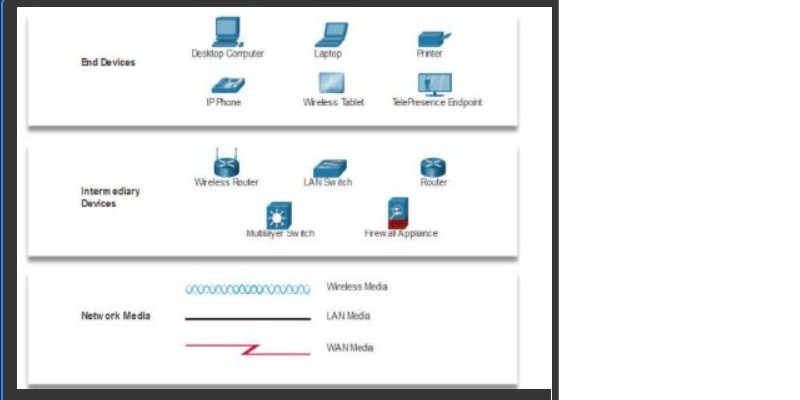 Desktop Computer Laptop Printer
End Devices
IP Phone Wireless Tablet TelePresence Endpoint
Wireless Router LAN Switch Router
Intermediary
Devices
Multilayer Switch Firewall Appliance
Wireless Media
Network Media LAN Media
WAN Media